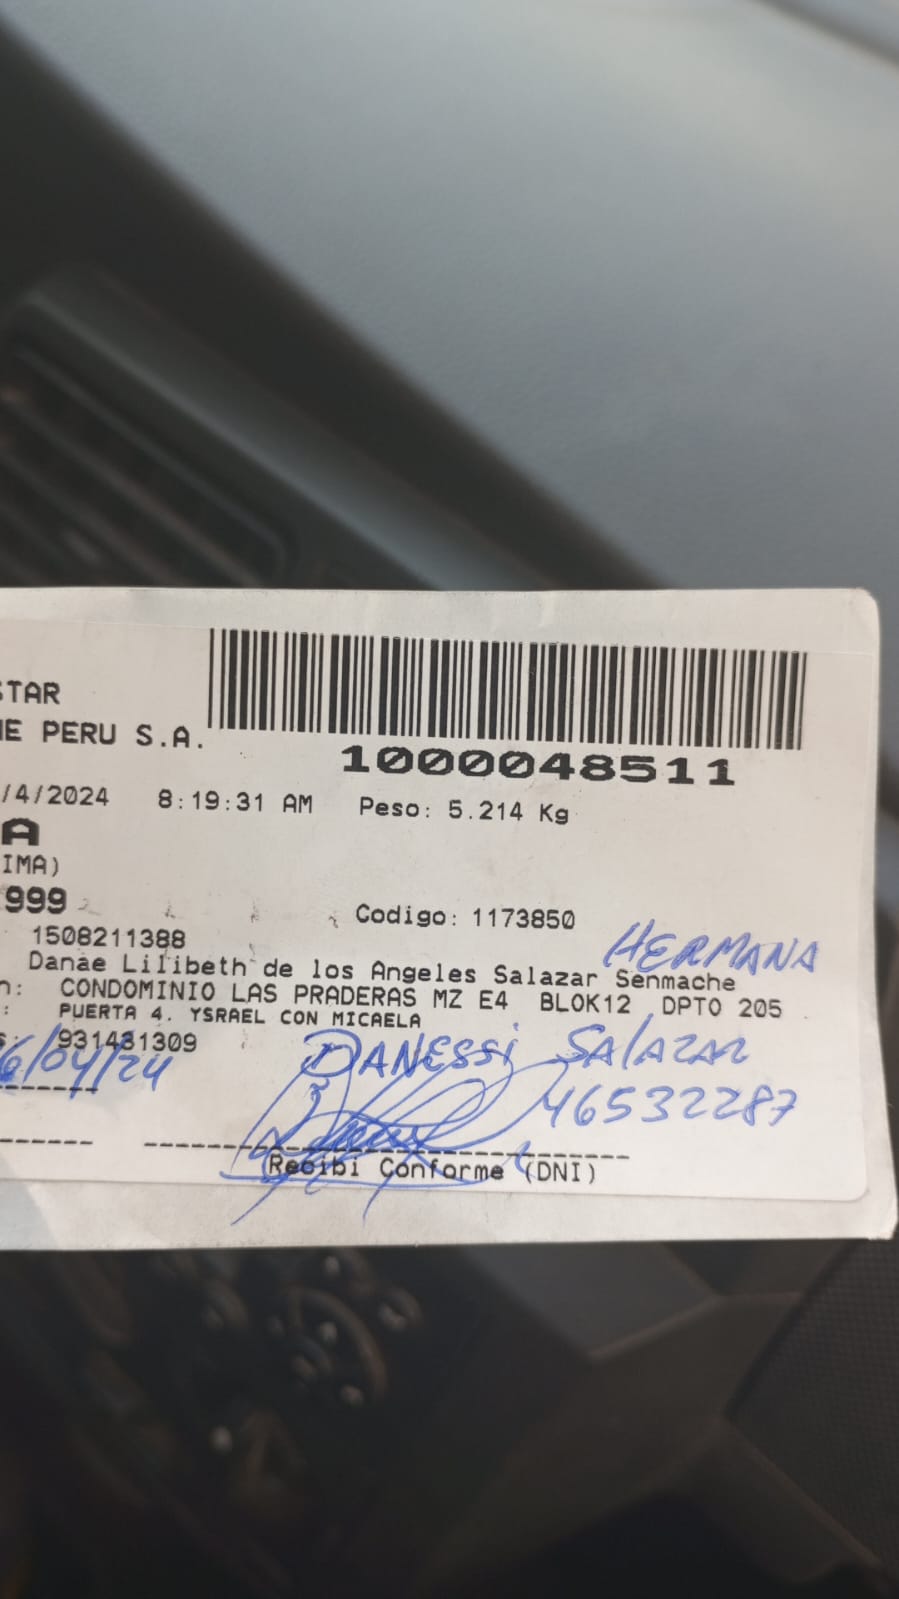 STAR
NE PERU S.A.
1000048511
/4/2024 8:19:31 AM Peso: 5.214 Kg
A
IMA)
999
Codigo: 1173850
1508211388
HERMANA
Danae Lilibeth de los Angeles Salazar Senmache
n: CONDOMINIO LAS PRADERAS MZ E4 BLOK12 DPTO 205
: PUERTA 4. YSRAEL CON MICAELA
s: 931431309
6/04/24
DANESSi SAlAZAR
46532287
Recibi Conforme (DNI)